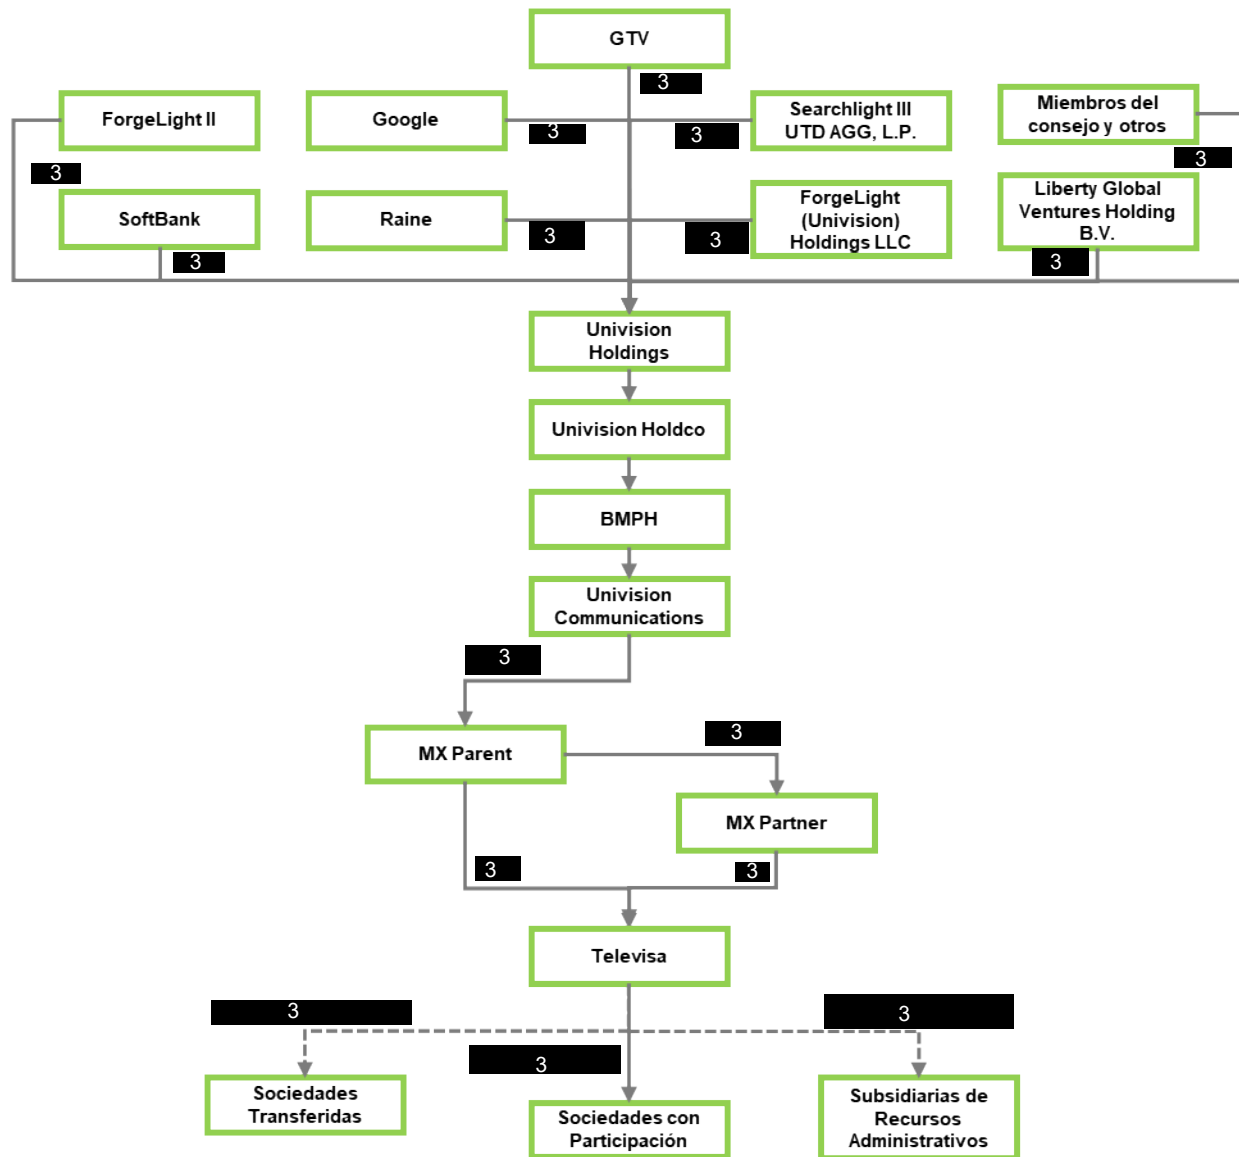 GTV
3
ForgeLight II
Google
Searchlight III
UTD AGG, L.P.
Miembros del
consejo y otros
3
3
3
3
SoftBank
Raine
ForgeLight
(Univision)
Holdings LLC
Liberty Global
Ventures Holding
B.V.
3
3
3
3
Univision
Holdings
Univision Holdco
BMPH
Univision
Communications
3
MX Parent
3
MX Partner
3
3
Televisa
3
3
3
Sociedades
Transferidas
Sociedades con
Participación
Subsidiarias de
Recursos
Administrativos